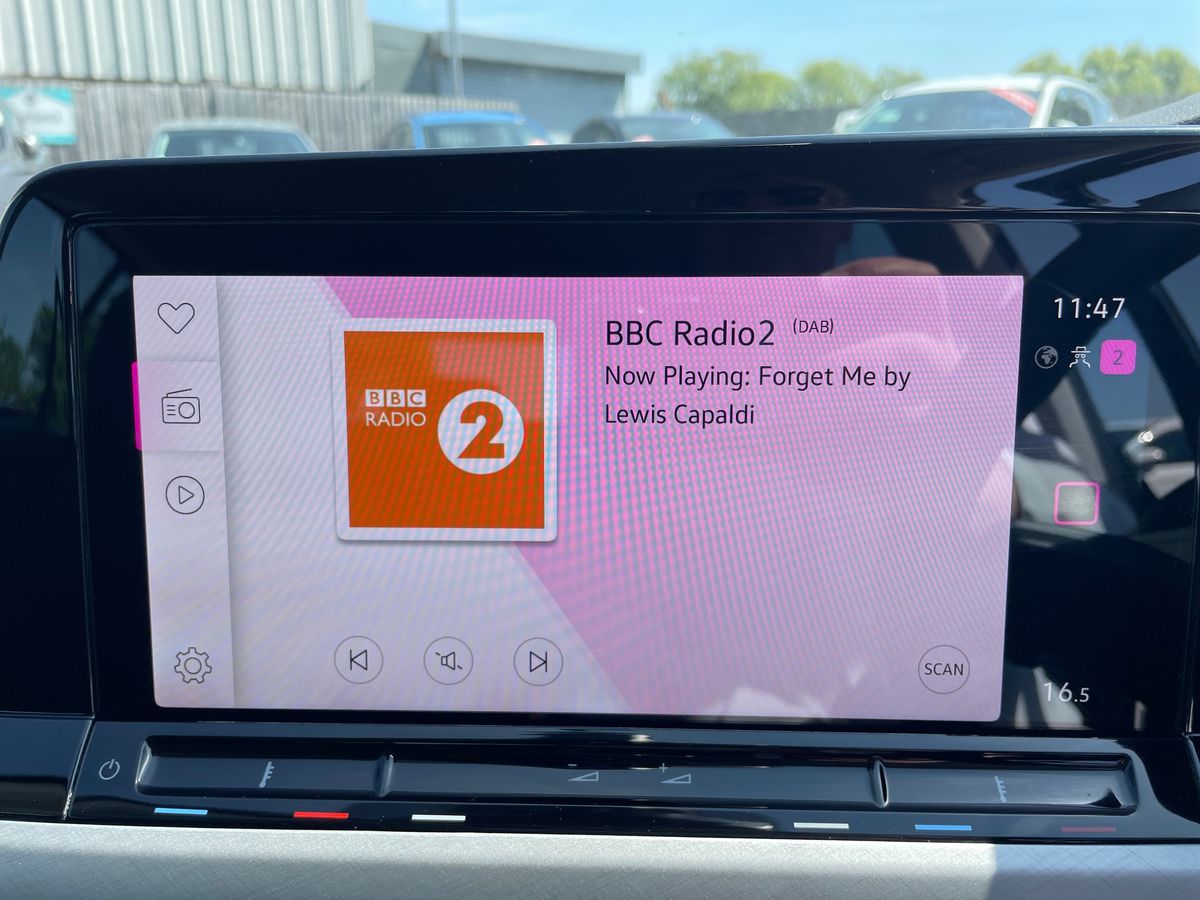 BBC
RADIO
2
BBC Radio2 (DAB)
Now Playing: Forget Me by
Lewis Capaldi
11:47
2
SCAN
16.5